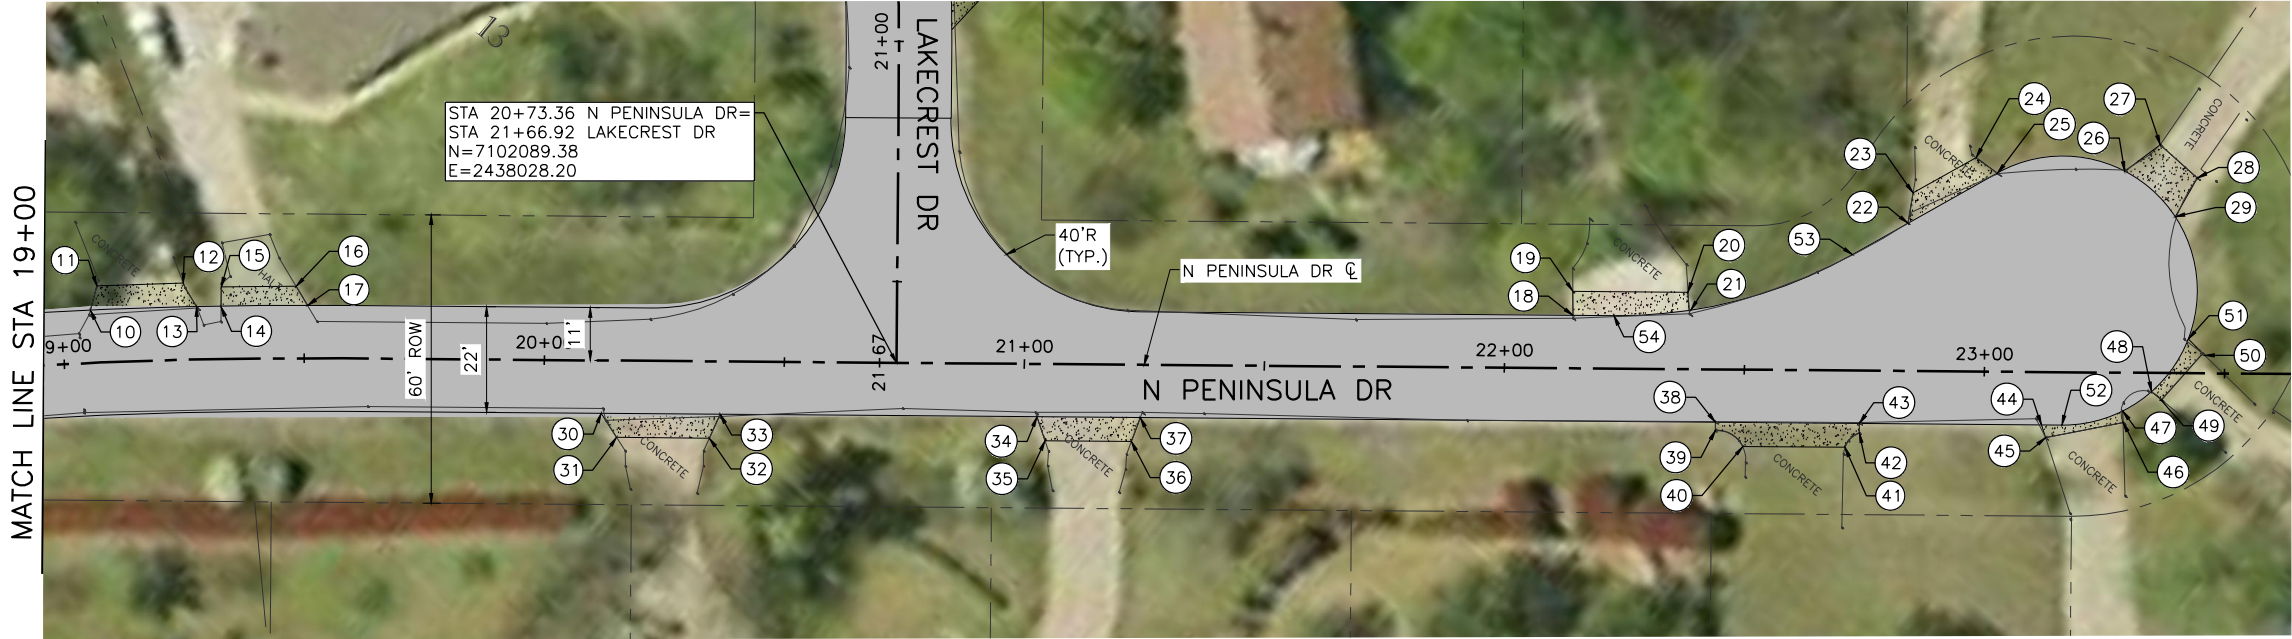 13
21+00
LAKECREST DR
STA 20+73.36 N PENINSULA DR=
STA 21+66.92 LAKECREST DR
N=7102089.38
E=2438028.20
MATCH LINE STA 19+00
40'R
(TYP.)
N PENINSULA DR ℄
11
CONCRETE
12
15
16
17
10
13
14
9+00
60' ROW
22'
20+0
11'
21+67
21+00
22+00
23+00
N PENINSULA DR
19
18
CONCRETE
20
21
54
53
23
22
CONCRETE
24
25
26
27
CONCRETE
28
29
51
50
48
CONCRETE
49
47
46
52
44
45
CONCRETE
30
31
CONCRETE
33
32
34
35
CONCRETE
37
36
38
39
40
CONCRETE
43
42
41